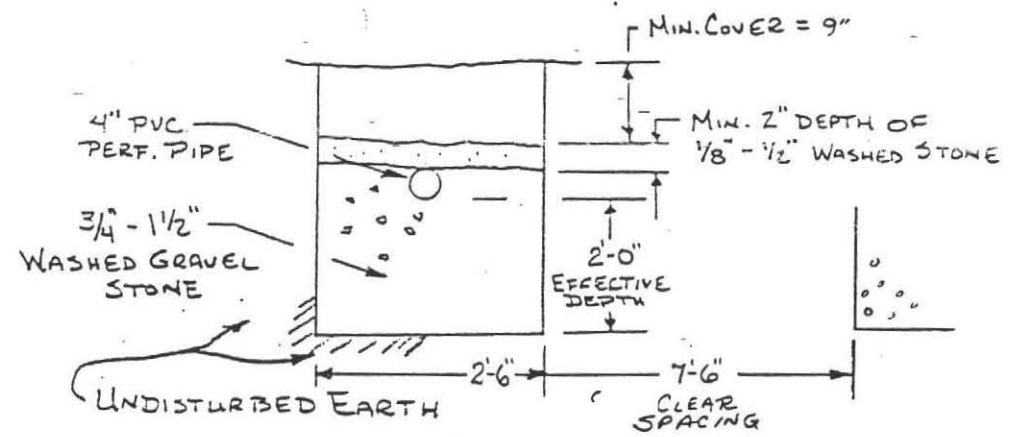 MIN. COVER = 9"
4" PVC
PERF. PIPE
MIN. 2" DEPTH OF
1/8" - 1/2" WASHED STONE
3/4" - 1 1/2"
WASHED GRAVEL
STONE
2'-0"
EFFECTIVE
DEPTH
2'-6"
7'-6"
CLEAR
SPACING
UNDISTURBED EARTH